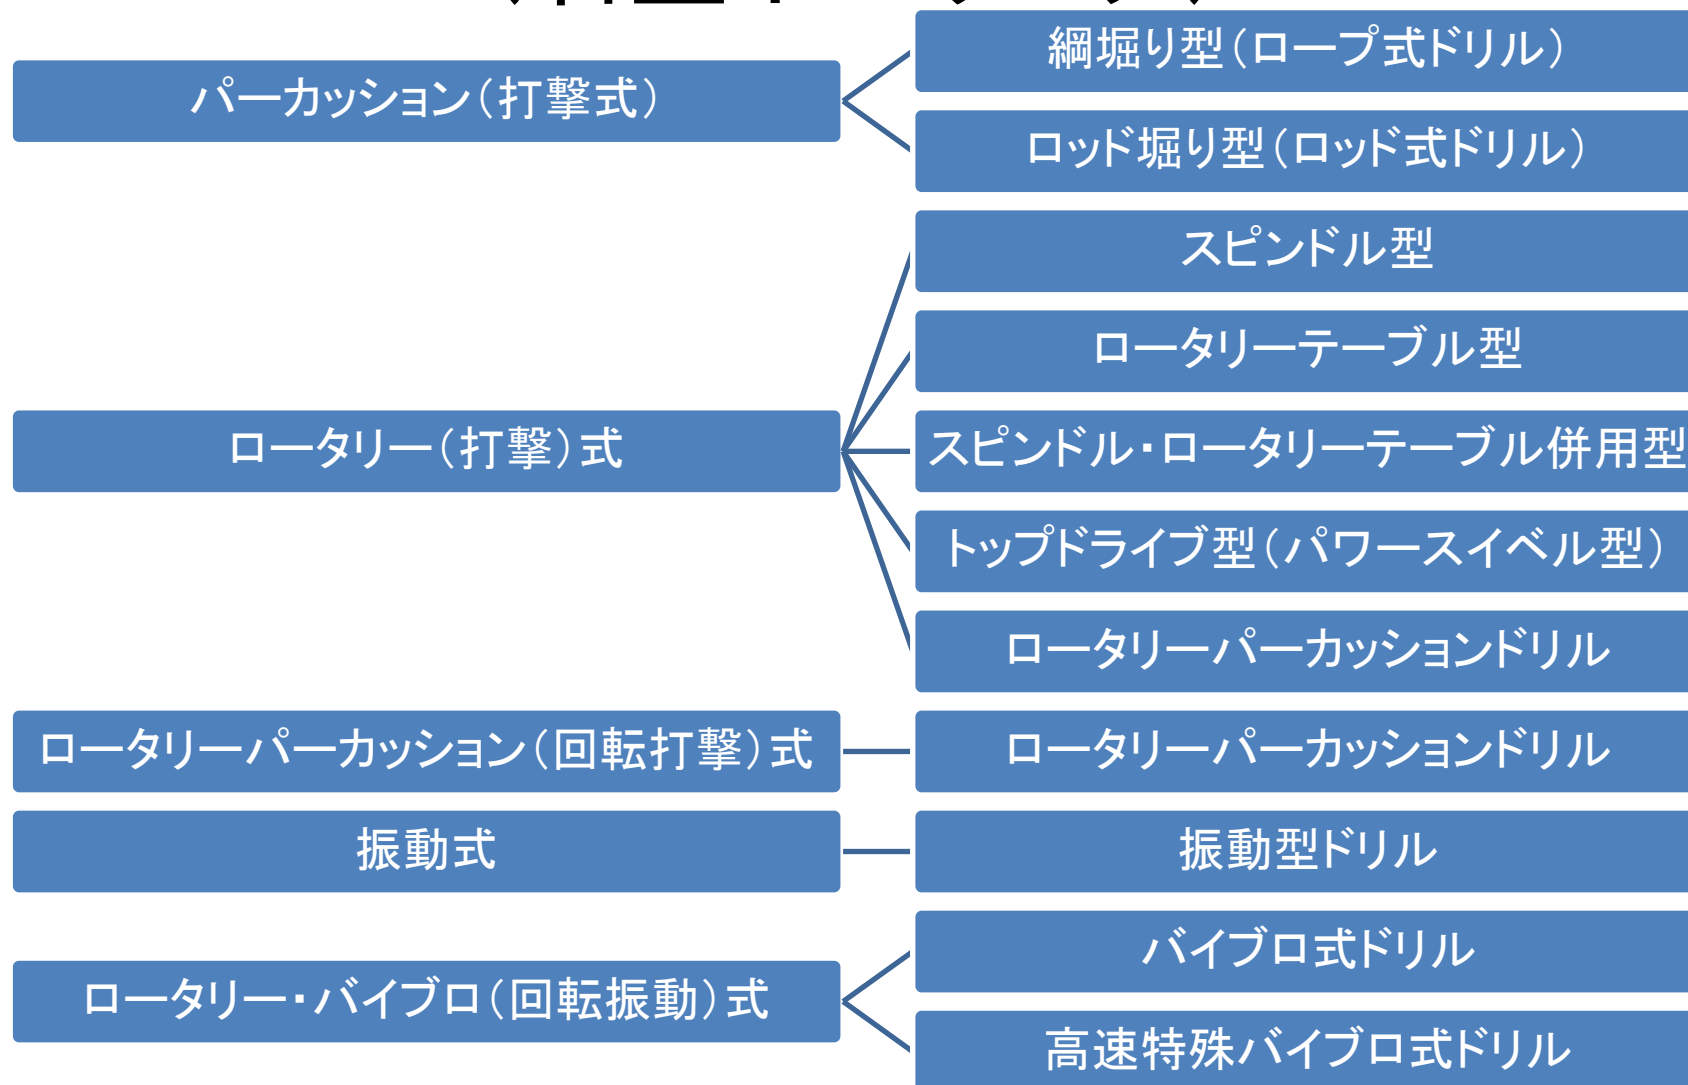 パーカッション（打撃式）
綱堀り型（ロープ式ドリル）
ロッド堀り型（ロッド式ドリル）
ロータリー（打撃）式
スピンドル型
ロータリーテーブル型
スピンドル・ロータリーテーブル併用型
トップドライブ型（パワースイベル型）
ロータリーパーカッションドリル
ロータリーパーカッション（回転打撃）式
ロータリーパーカッションドリル
振動式
振動型ドリル
ロータリー・バイブロ（回転振動）式
バイブロ式ドリル
高速特殊バイブロ式ドリル